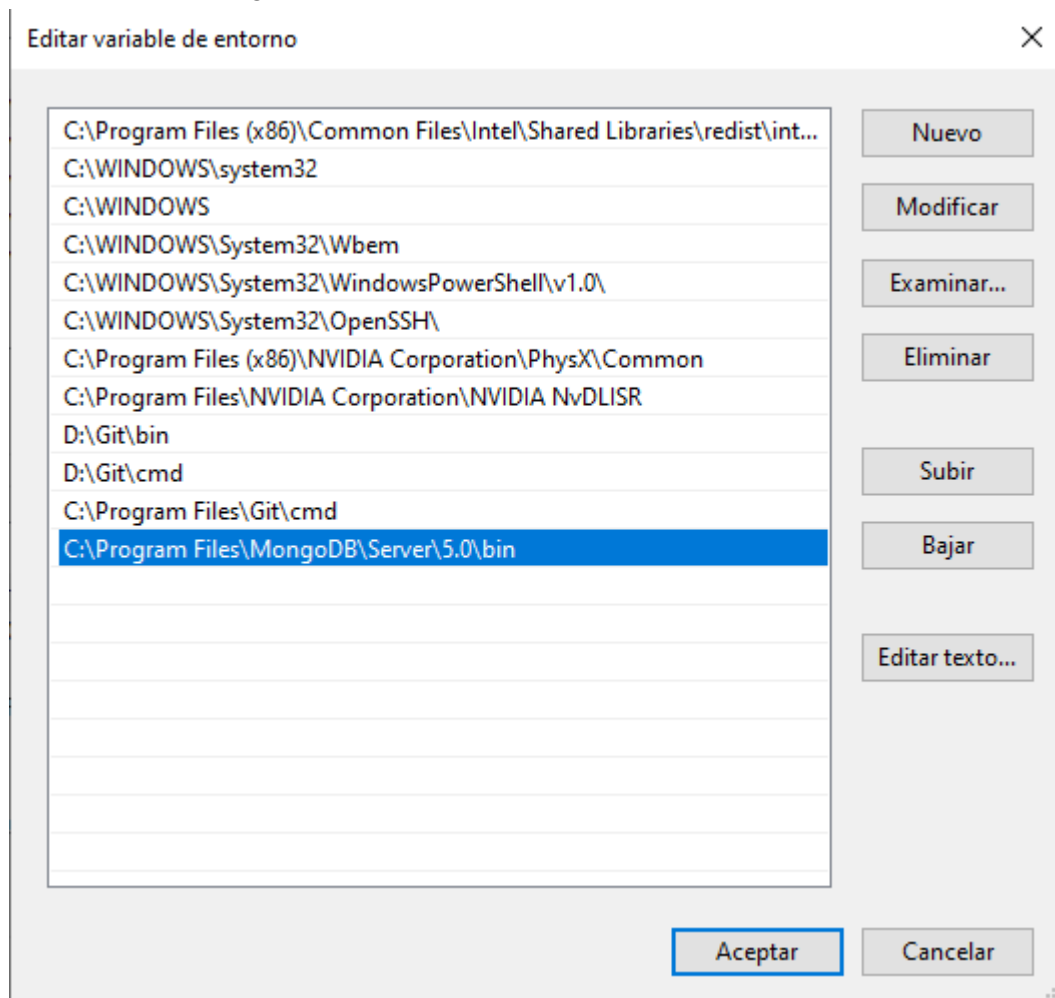 Editar variable de entorno
C:\Program Files (x86)\Common Files\Intel\Shared Libraries\redist\int...
Nuevo
C:\WINDOWS\system32
C:\WINDOWS
Modificar
C:\WINDOWS\System32\Wbem
C:\WINDOWS\System32\WindowsPowerShell\v1.0\
Examinar...
C:\WINDOWS\System32\OpenSSH\
C:\Program Files (x86)\NVIDIA Corporation\PhysX\Common
Eliminar
C:\Program Files\NVIDIA Corporation\NVIDIA NvDLISR
D:\Git\bin
D:\Git\cmd
Subir
C:\Program Files\Git\cmd
C:\Program Files\MongoDB\Server\5.0\bin
Bajar
Editar texto...
Aceptar
Cancelar